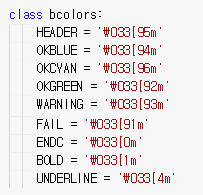 class bcolors:
    HEADER = '#033[95m'
    OKBLUE = '#033[94m'
    OKCYAN = '#033[96m'
    OKGREEN = '#033[92m'
    WARNING = '#033[93m'
    FAIL = '#033[91m'
    ENDC = '#033[0m'
    BOLD = '#033[1m'
    UNDERLINE = '#033[4m'